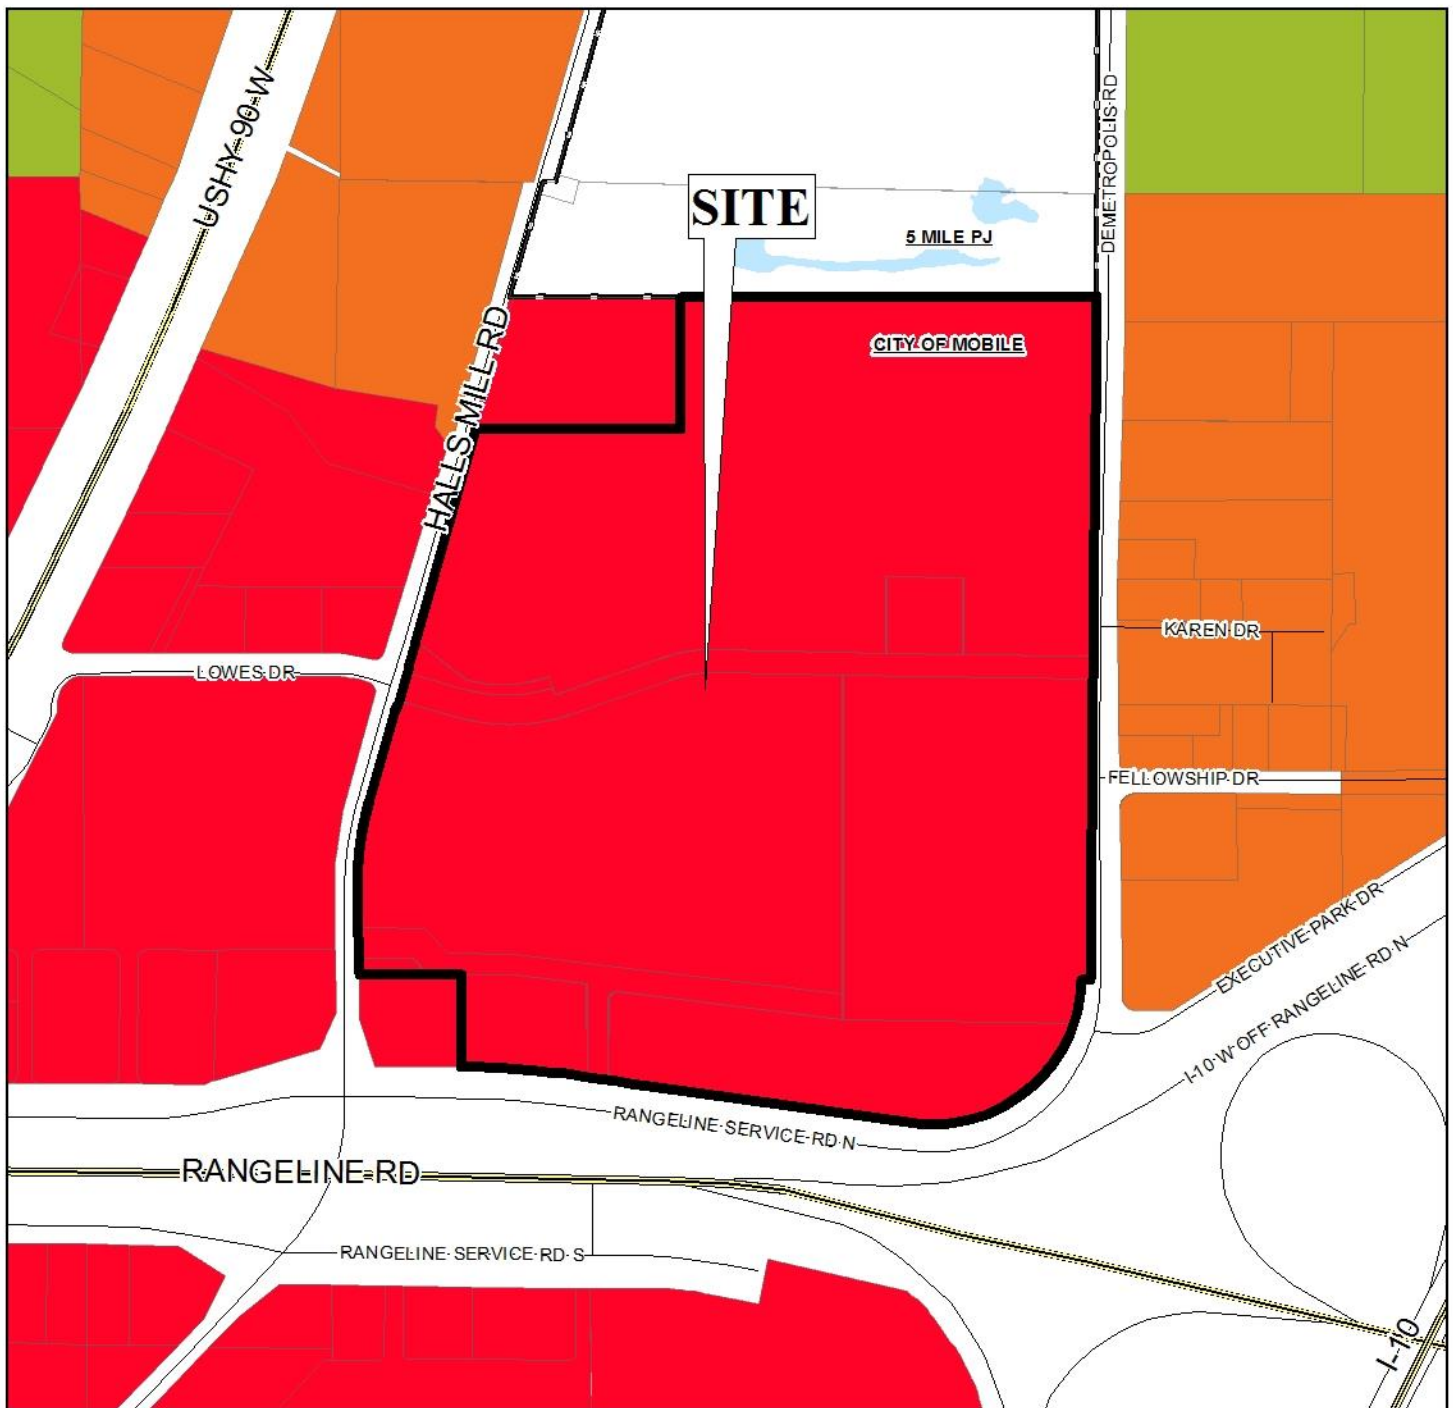 USHY 90 W
DEMETROPOLIS RD
SITE
5 MILE PJ
HALLS MILL RD
CITY OF MOBILE
KAREN DR
LOWES DR
FELLOWSHIP DR
EXECUTIVE PARK DR
I-10 W OFF RANGELINE RD N
RANGELINE SERVICE RD N
RANGELINE RD
RANGELINE SERVICE RD S
I-10